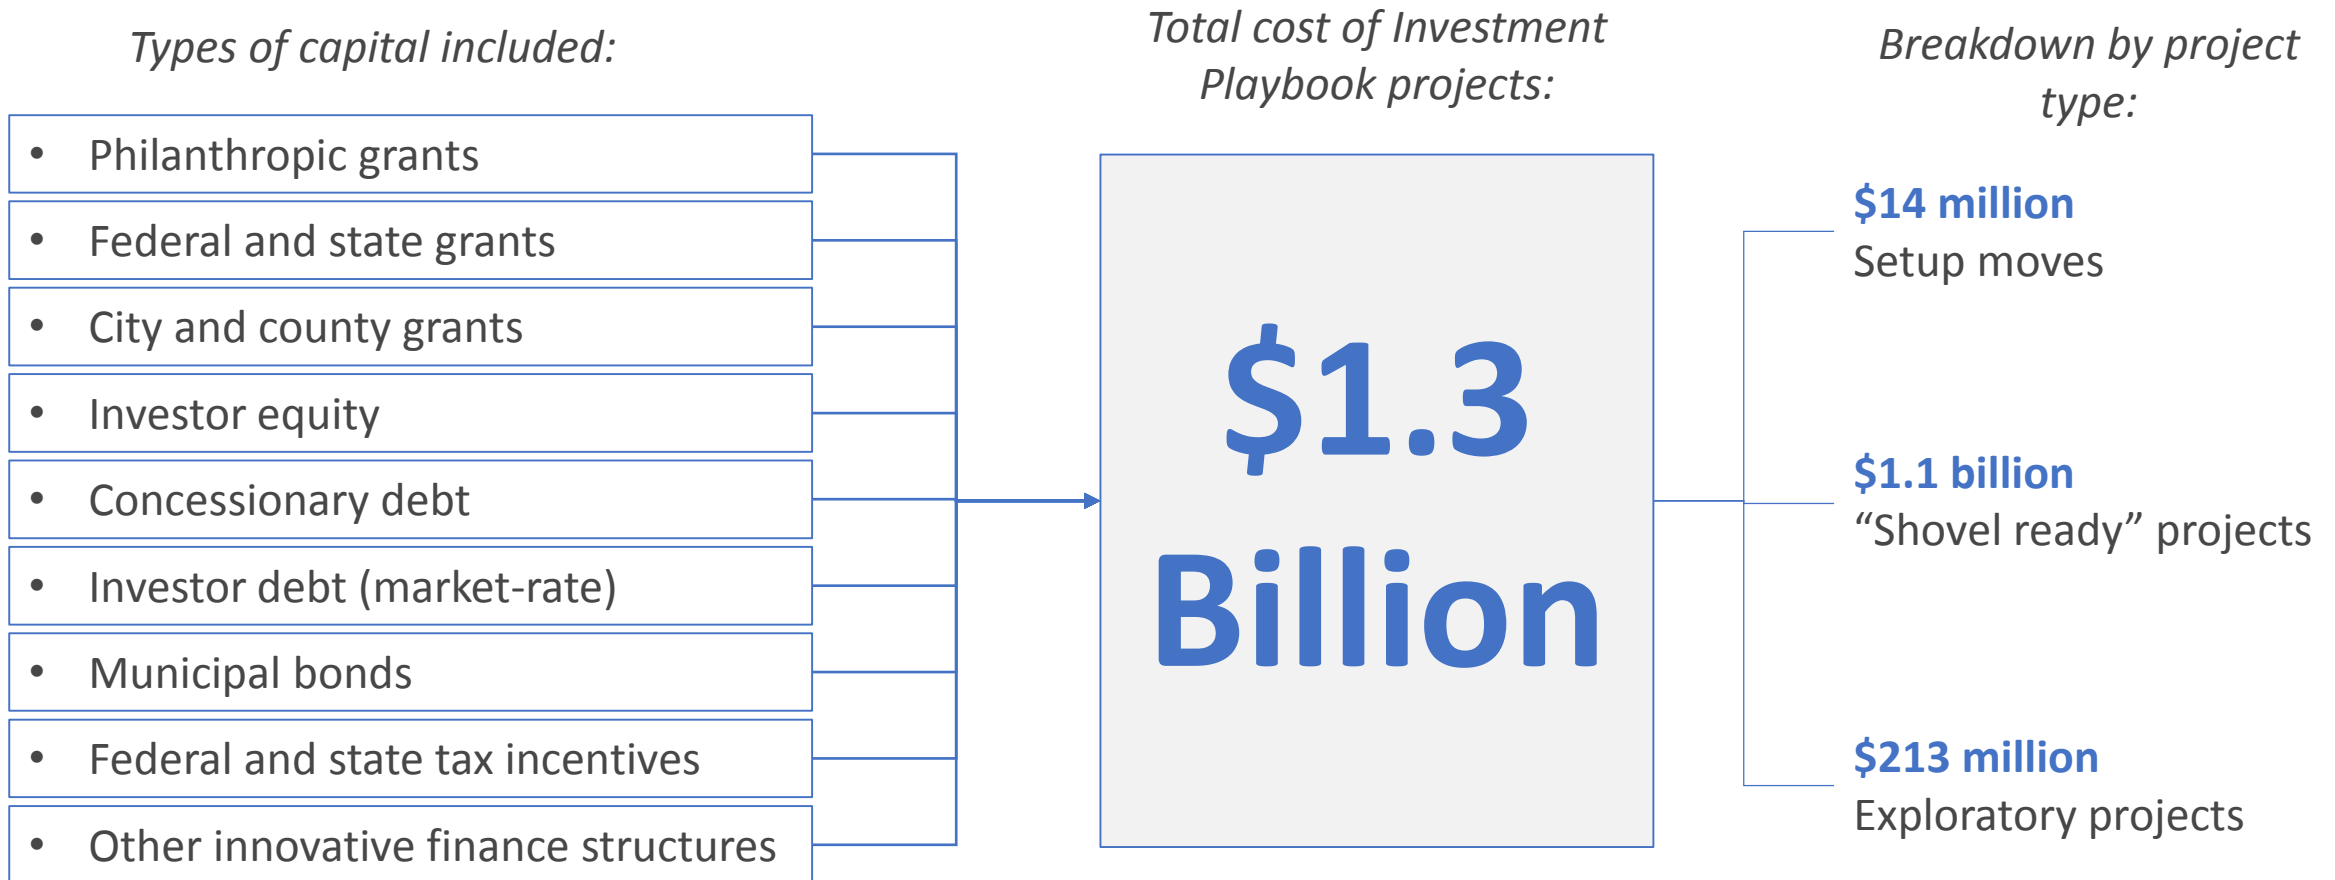 Types of capital included:
• Philanthropic grants
• Federal and state grants
• City and county grants
• Investor equity
• Concessionary debt
• Investor debt (market-rate)
• Municipal bonds
• Federal and state tax incentives
• Other innovative finance structures
Total cost of Investment
Playbook projects:
$1.3
Billion
Breakdown by project
type:
$14 million
Setup moves
$1.1 billion
“Shovel ready” projects
$213 million
Exploratory projects